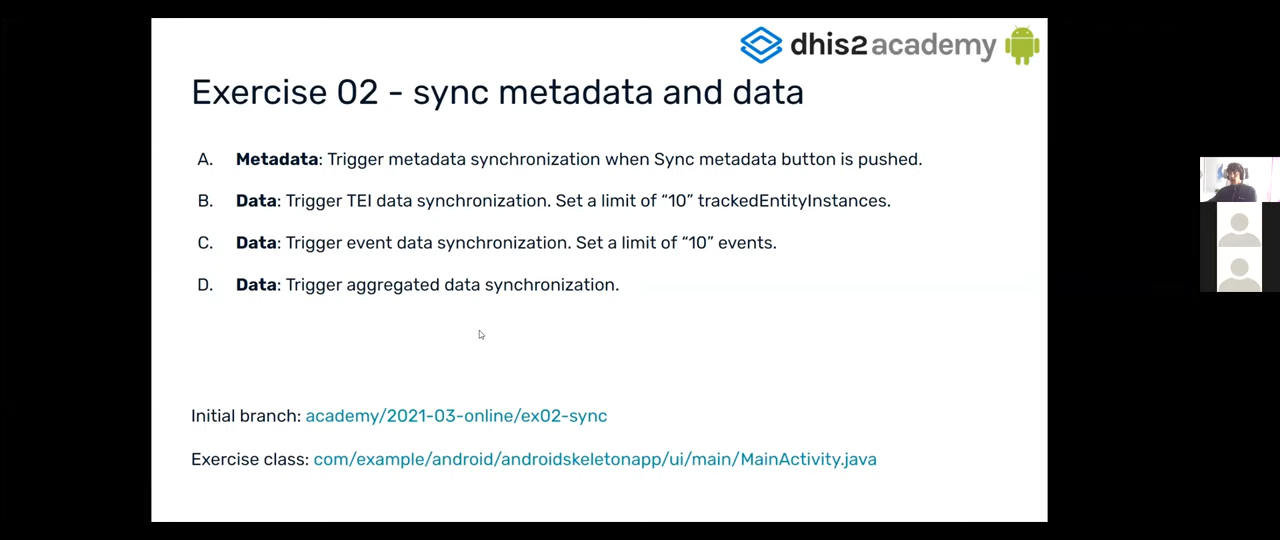 dhis2 academy
Exercise 02 - sync metadata and data
A. Metadata: Trigger metadata synchronization when Sync metadata button is pushed.
B. Data: Trigger TEI data synchronization. Set a limit of “10” trackedEntityInstances.
C. Data: Trigger event data synchronization. Set a limit of “10” events.
D. Data: Trigger aggregated data synchronization.
Initial branch: academy/2021-03-online/ex02-sync
Exercise class: com/example/android/androidskeletonapp/ui/main/MainActivity.java